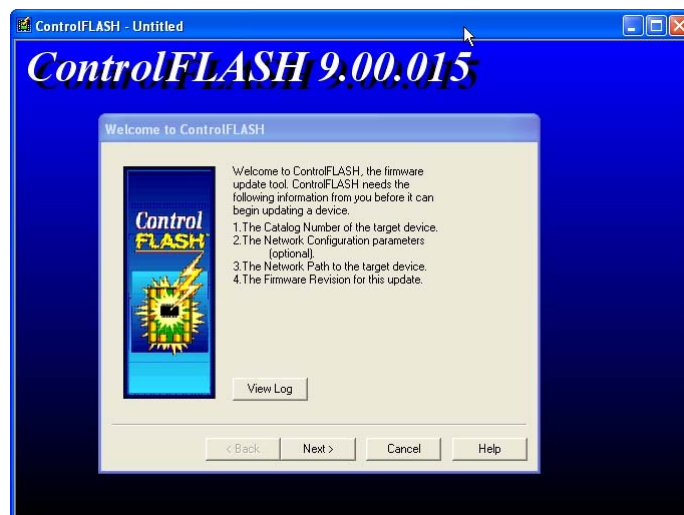 ControlFLASH - Untitled
ControlFLASH 9.00.015
Welcome to ControlFLASH
Control
FLASH
Welcome to ControlFLASH, the firmware
update tool. ControlFLASH needs the
following information from you before it can
begin updating a device.
1.The Catalog Number of the target device.
2.The Network Configuration parameters
(optional).
3.The Network Path to the target device.
4.The Firmware Revision for this update.
View Log
< Back
Next >
Cancel
Help